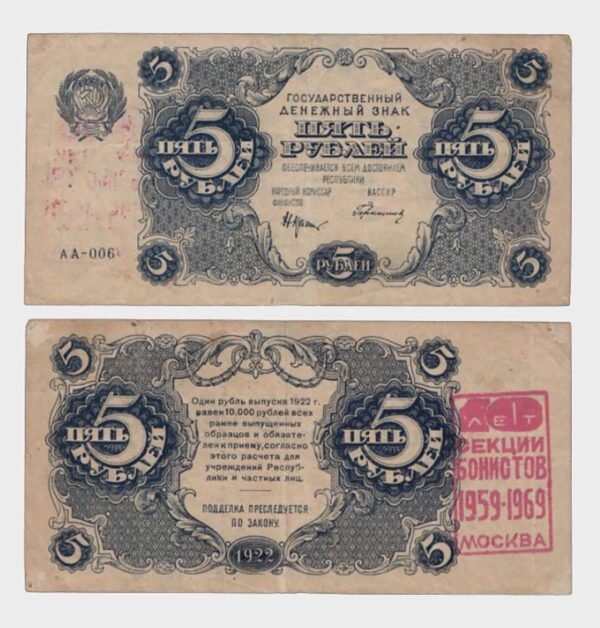 5
5
ГОСУДАРСТВЕННЫЙ
ДЕНЕЖНЫЙ ЗНАК
ПЯТЬ
РУБЛЕЙ
5
ПЯТЬ
РУБЛЕЙ
5
ПЯТЬ
РУБЛЕЙ
ОБЕСПЕЧИВАЕТСЯ ВСЕМ ДОСТОЯНИЕМ
РЕСПУБЛИКИ
НАРОДНЫЙ КОМИССАР
ФИНАНСОВ
КАССИР
АА-006
5
5
РУБЛЕЙ
5
5
5
Один рубль выпуска 1922 г.
равен 10.000 рублей всех
ранее выпущенных
образцов и обязате-
лен к приему, согласно
этого расчета для
учреждений Респуб-
лики и частных лиц.
ПОДДЕЛКА ПРЕСЛЕДУЕТСЯ
ПО ЗАКОНУ.
5
ПЯТЬ
РУБЛЕЙ
5
ПЯТЬ
РУБЛЕЙ
5
1922
5
ЛЕТ
СЕКЦИИ
БОНИСТОВ
1959-1969
МОСКВА